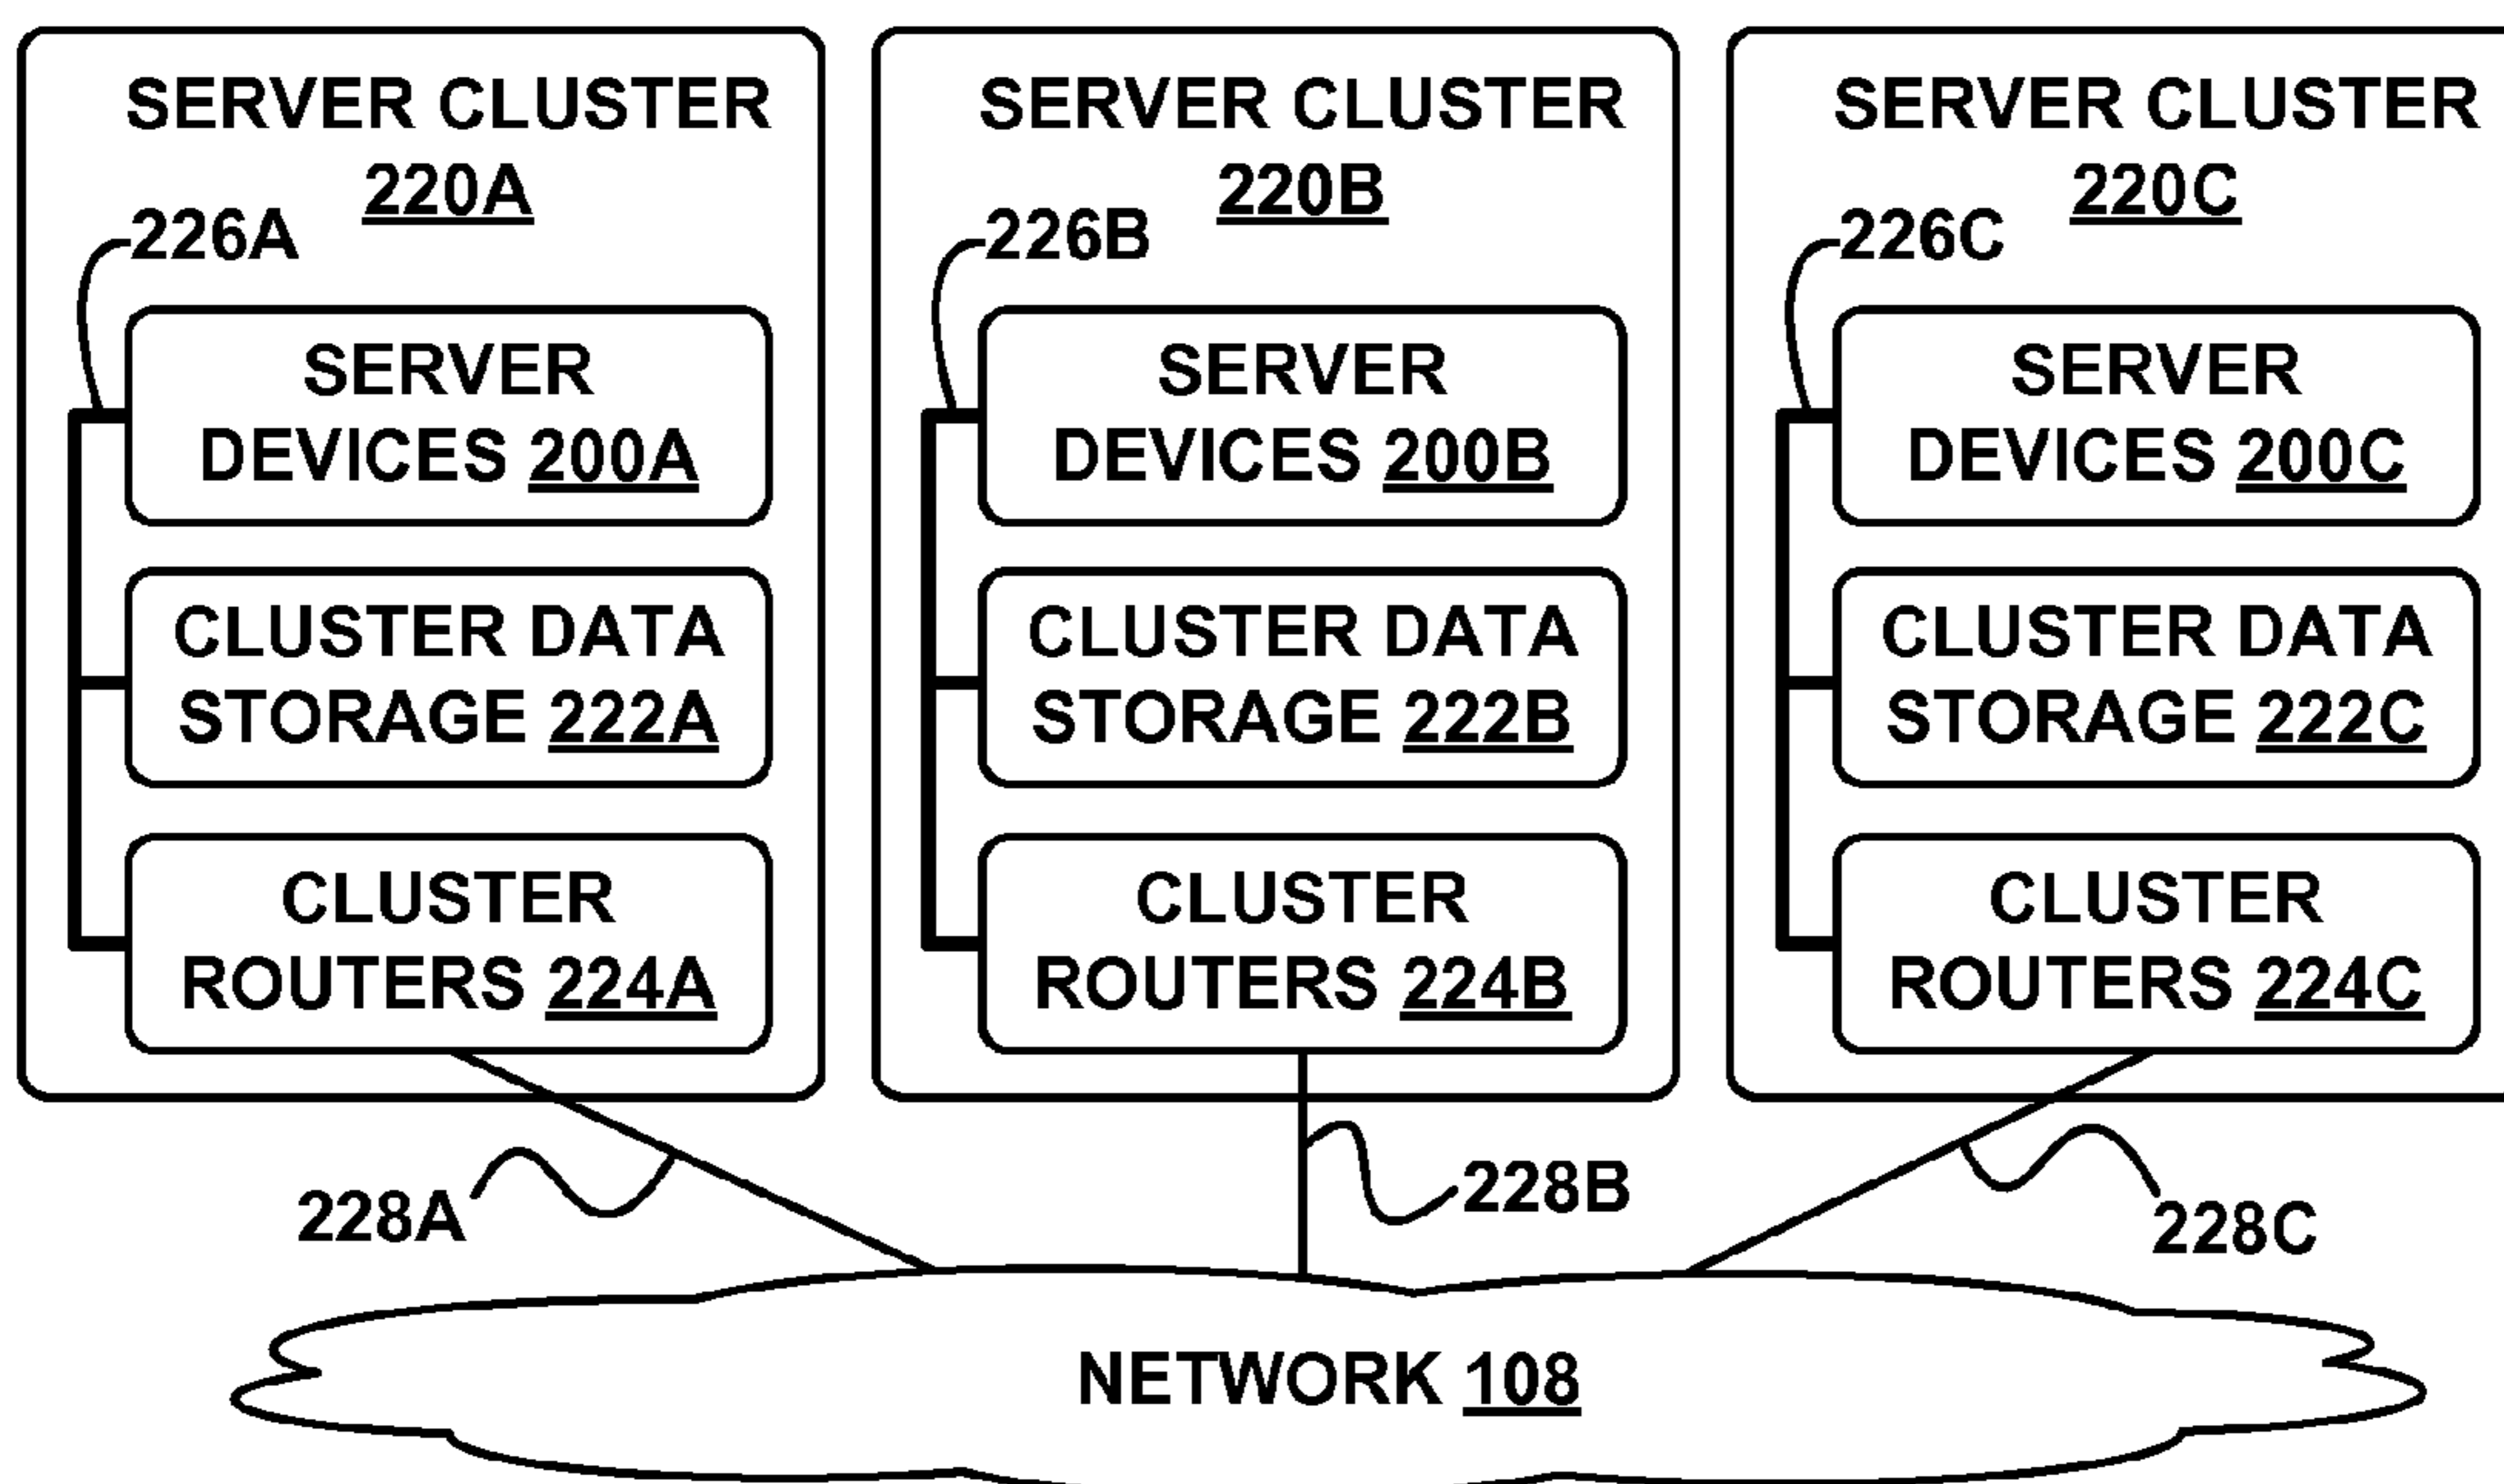 SERVER CLUSTER
220A
226A
SERVER
DEVICES 200A
CLUSTER DATA
STORAGE 222A
CLUSTER
ROUTERS 224A
SERVER CLUSTER
220B
226B
SERVER
DEVICES 200B
CLUSTER DATA
STORAGE 222B
CLUSTER
ROUTERS 224B
SERVER CLUSTER
220C
226C
SERVER
DEVICES 200C
CLUSTER DATA
STORAGE 222C
CLUSTER
ROUTERS 224C
228A
228B
228C
NETWORK 108